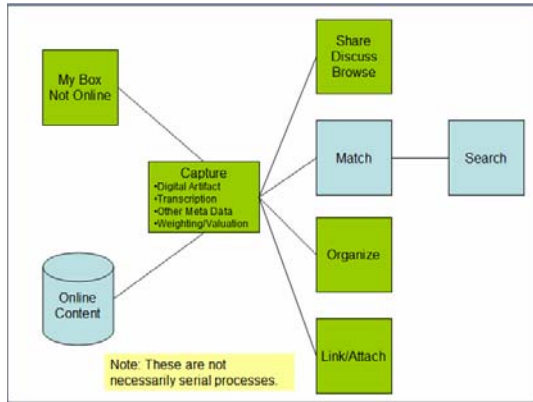 My Box
Not Online
Online
Content
Capture
•Digital Artifact
•Transcription
•Other Meta Data
•Weighting/Valuation
Share
Discuss
Browse
Match
Search
Organize
Link/Attach
Note: These are not
necessarily serial processes.